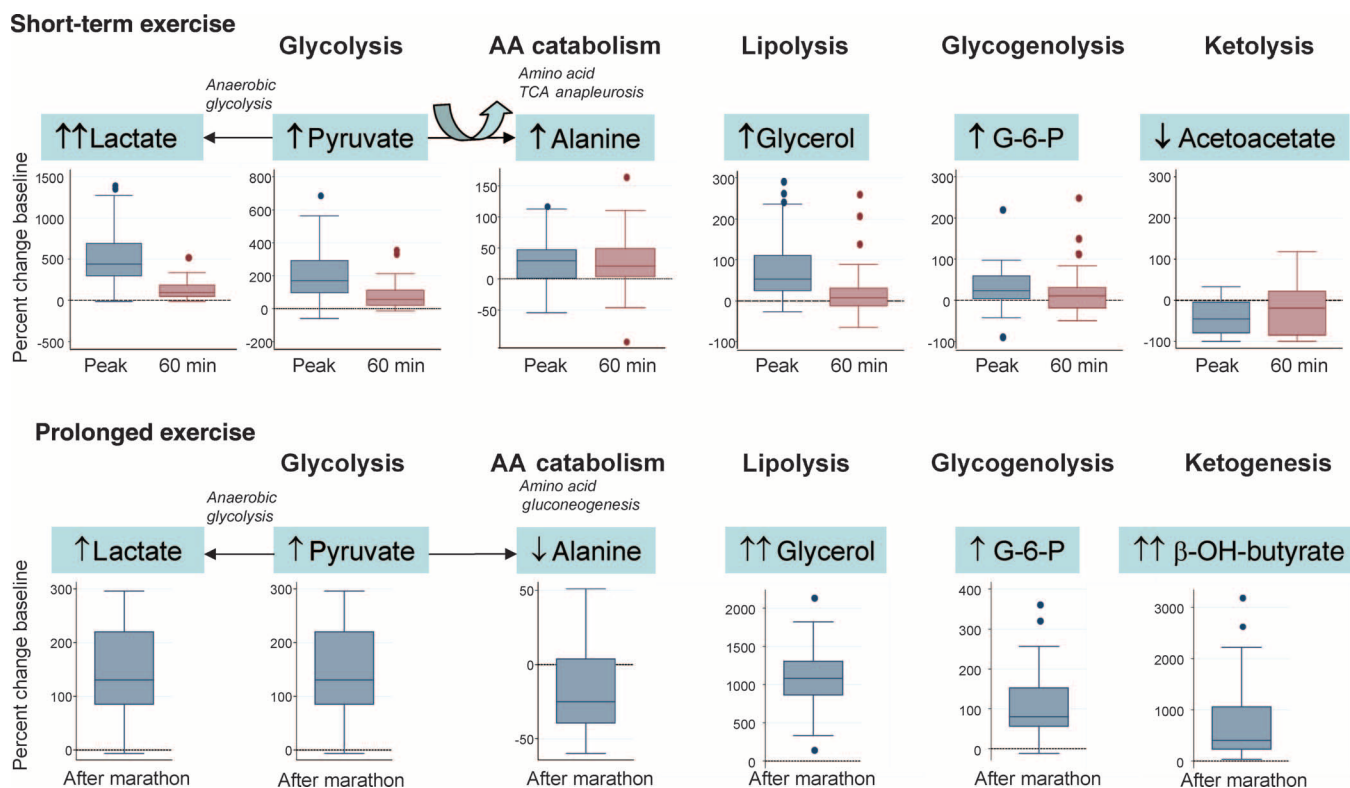 Short-term exercise
Glycolysis
AA catabolism
Lipolysis
Glycogenolysis
Ketolysis
Anaerobic
glycolysis
Amino acid
TCA anapleurosis
↑↑Lactate
↑ Pyruvate
↑ Alanine
↑Glycerol
↑ G-6-P
↓ Acetoacetate
Percent change baseline
1500
1000
500
0
-500
Peak 60 min
800
600
400
200
0
-200
Peak 60 min
150
100
50
0
-50
Peak 60 min
300
200
100
0
-100
Peak 60 min
300
200
100
0
-100
Peak 60 min
300
200
100
0
-100
Peak 60 min
Prolonged exercise
Glycolysis
AA catabolism
Lipolysis
Glycogenolysis
Ketogenesis
Anaerobic
glycolysis
Amino acid
gluconeogenesis
↑Lactate
↑ Pyruvate
↓ Alanine
↑↑ Glycerol
↑ G-6-P
↑↑ β-OH-butyrate
Percent change baseline
300
200
100
0
After marathon
300
200
100
0
After marathon
50
0
-50
After marathon
2000
1500
1000
500
0
After marathon
400
300
200
100
0
After marathon
3000
2000
1000
0
After marathon